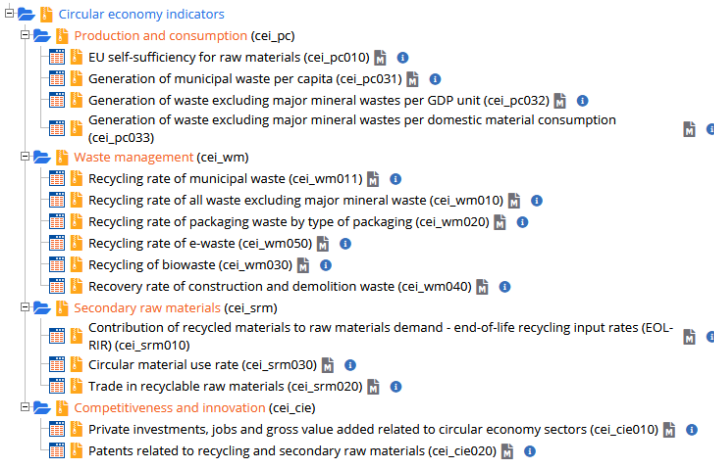 Circular economy indicators
Production and consumption (cei_pc)
EU self-sufficiency for raw materials (cei_pc010) M i
Generation of municipal waste per capita (cei_pc031) M i
Generation of waste excluding major mineral wastes per GDP unit (cei_pc032) M i
Generation of waste excluding major mineral wastes per domestic material consumption
(cei_pc033) M i
Waste management (cei_wm)
Recycling rate of municipal waste (cei_wm011) M i
Recycling rate of all waste excluding major mineral waste (cei_wm010) M i
Recycling rate of packaging waste by type of packaging (cei_wm020) M i
Recycling rate of e-waste (cei_wm050) M i
Recycling of biowaste (cei_wm030) M i
Recovery rate of construction and demolition waste (cei_wm040) M i
Secondary raw materials (cei_srm)
Contribution of recycled materials to raw materials demand - end-of-life recycling input rates (EOL-
RIR) (cei_srm010) M i
Circular material use rate (cei_srm030) M i
Trade in recyclable raw materials (cei_srm020) M i
Competitiveness and innovation (cei_cie)
Private investments, jobs and gross value added related to circular economy sectors (cei_cie010) M i
Patents related to recycling and secondary raw materials (cei_cie020) M i